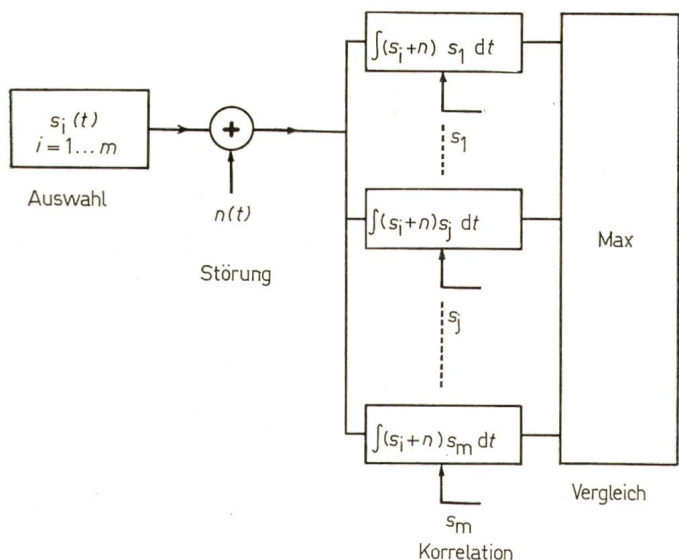 s_i(t)
i = 1...m
Auswahl
+
n(t)
Störung
∫(s_i+n) s_1 dt
s_1
∫(s_i+n)s_j dt
s_j
∫(s_i+n)s_m dt
s_m
Korrelation
Max
Vergleich